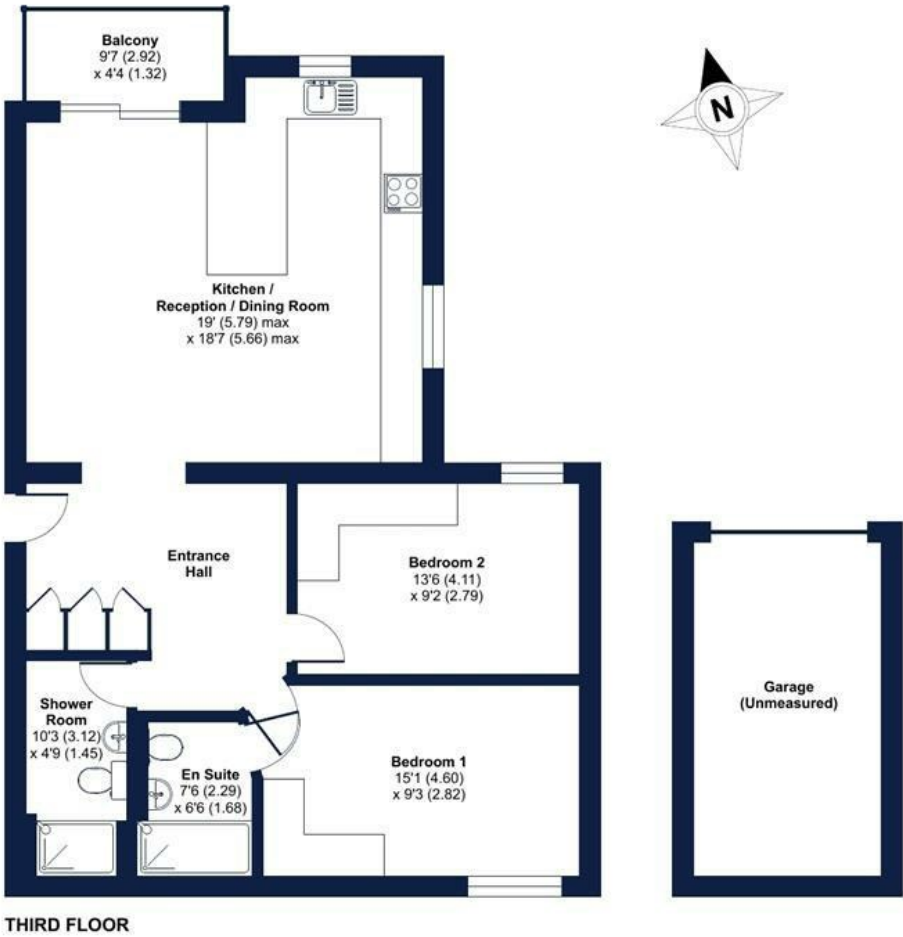 Balcony
9'7 (2.92)
x 4'4 (1.32)
N
Kitchen /
Reception / Dining Room
19' (5.79) max
x 18'7 (5.66) max
Entrance
Hall
Bedroom 2
13'6 (4.11)
x 9'2 (2.79)
Garage
(Unmeasured)
Shower
Room
10'3 (3.12)
x 4'9 (1.45)
En Suite
7'6 (2.29)
x 6'6 (1.68)
Bedroom 1
15'1 (4.60)
x 9'3 (2.82)
THIRD FLOOR